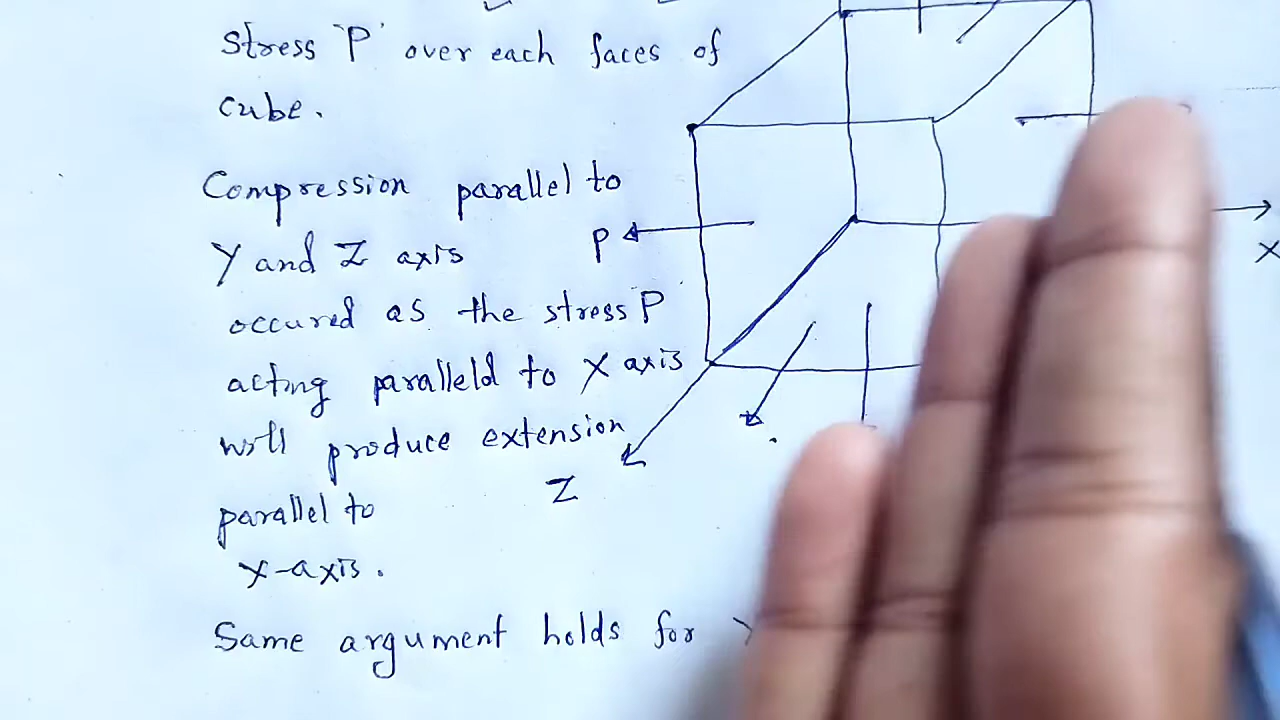 Stress 'P' over each faces of
cube.
Compression parallel to
Y and Z axis
P
X
occured as the stress P
acting paralleld to X axis
will produce extension
Z
parallel to
x-axis.
Same argument holds for